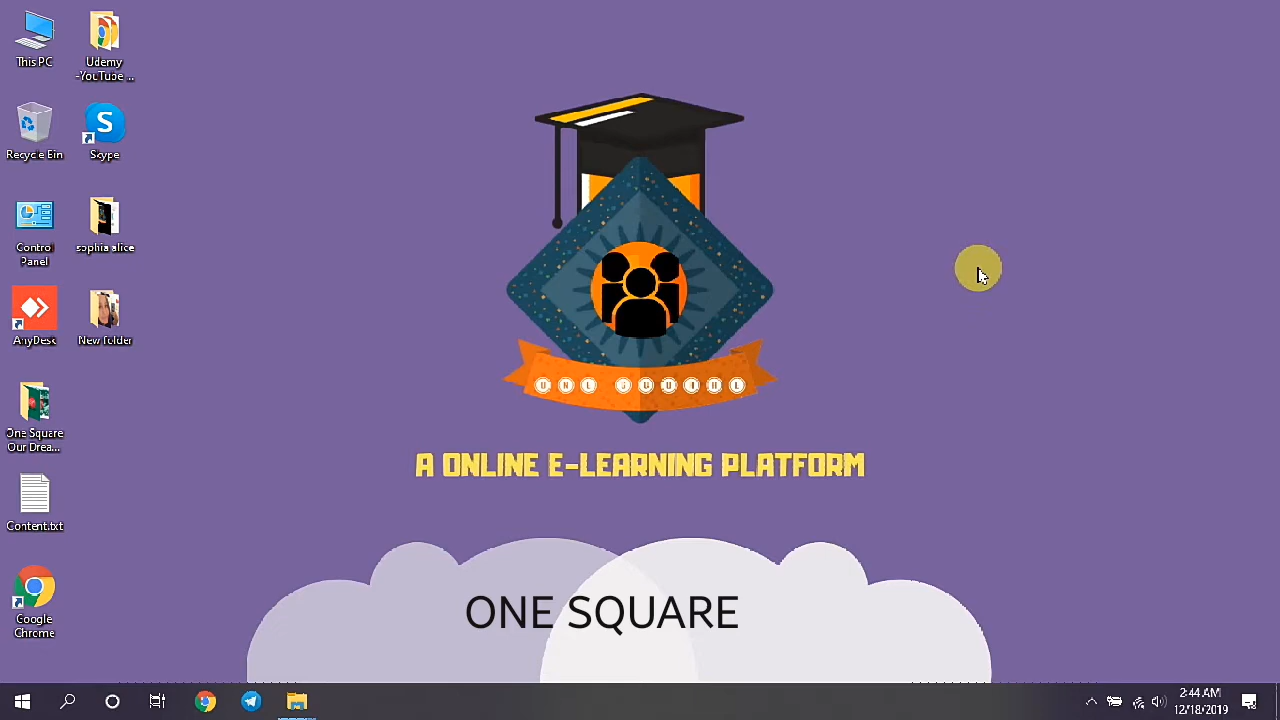 This PC
Udemy
-YouTube ...
Recycle Bin
Skype
Control
Panel
sophia alice
AnyDesk
New folder
One Square
Our Drea...
Content.txt
Google
Chrome
A ONLINE E-LEARNING PLATFORM
ONE SQUARE
2:44 AM
12/18/2019